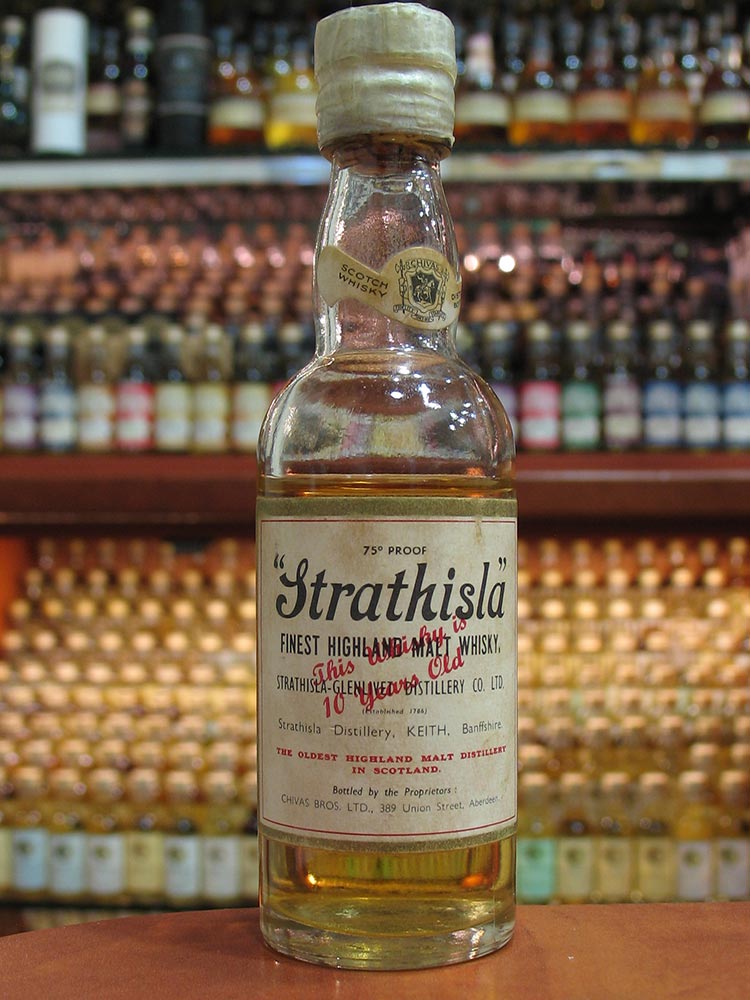 SCOTCH
WHISKY
75° PROOF
"Strathisla"
FINEST HIGHLAND MALT WHISKY,
This Whisky is
10 Years Old
STRATHISLA-GLENLIVET DISTILLERY CO. LTD.
(Established 1786)
Strathisla Distillery, KEITH, Banffshire.
THE OLDEST HIGHLAND MALT DISTILLERY
IN SCOTLAND.
Bottled by the Proprietors :
CHIVAS BROS. LTD., 389 Union Street, Aberdeen.